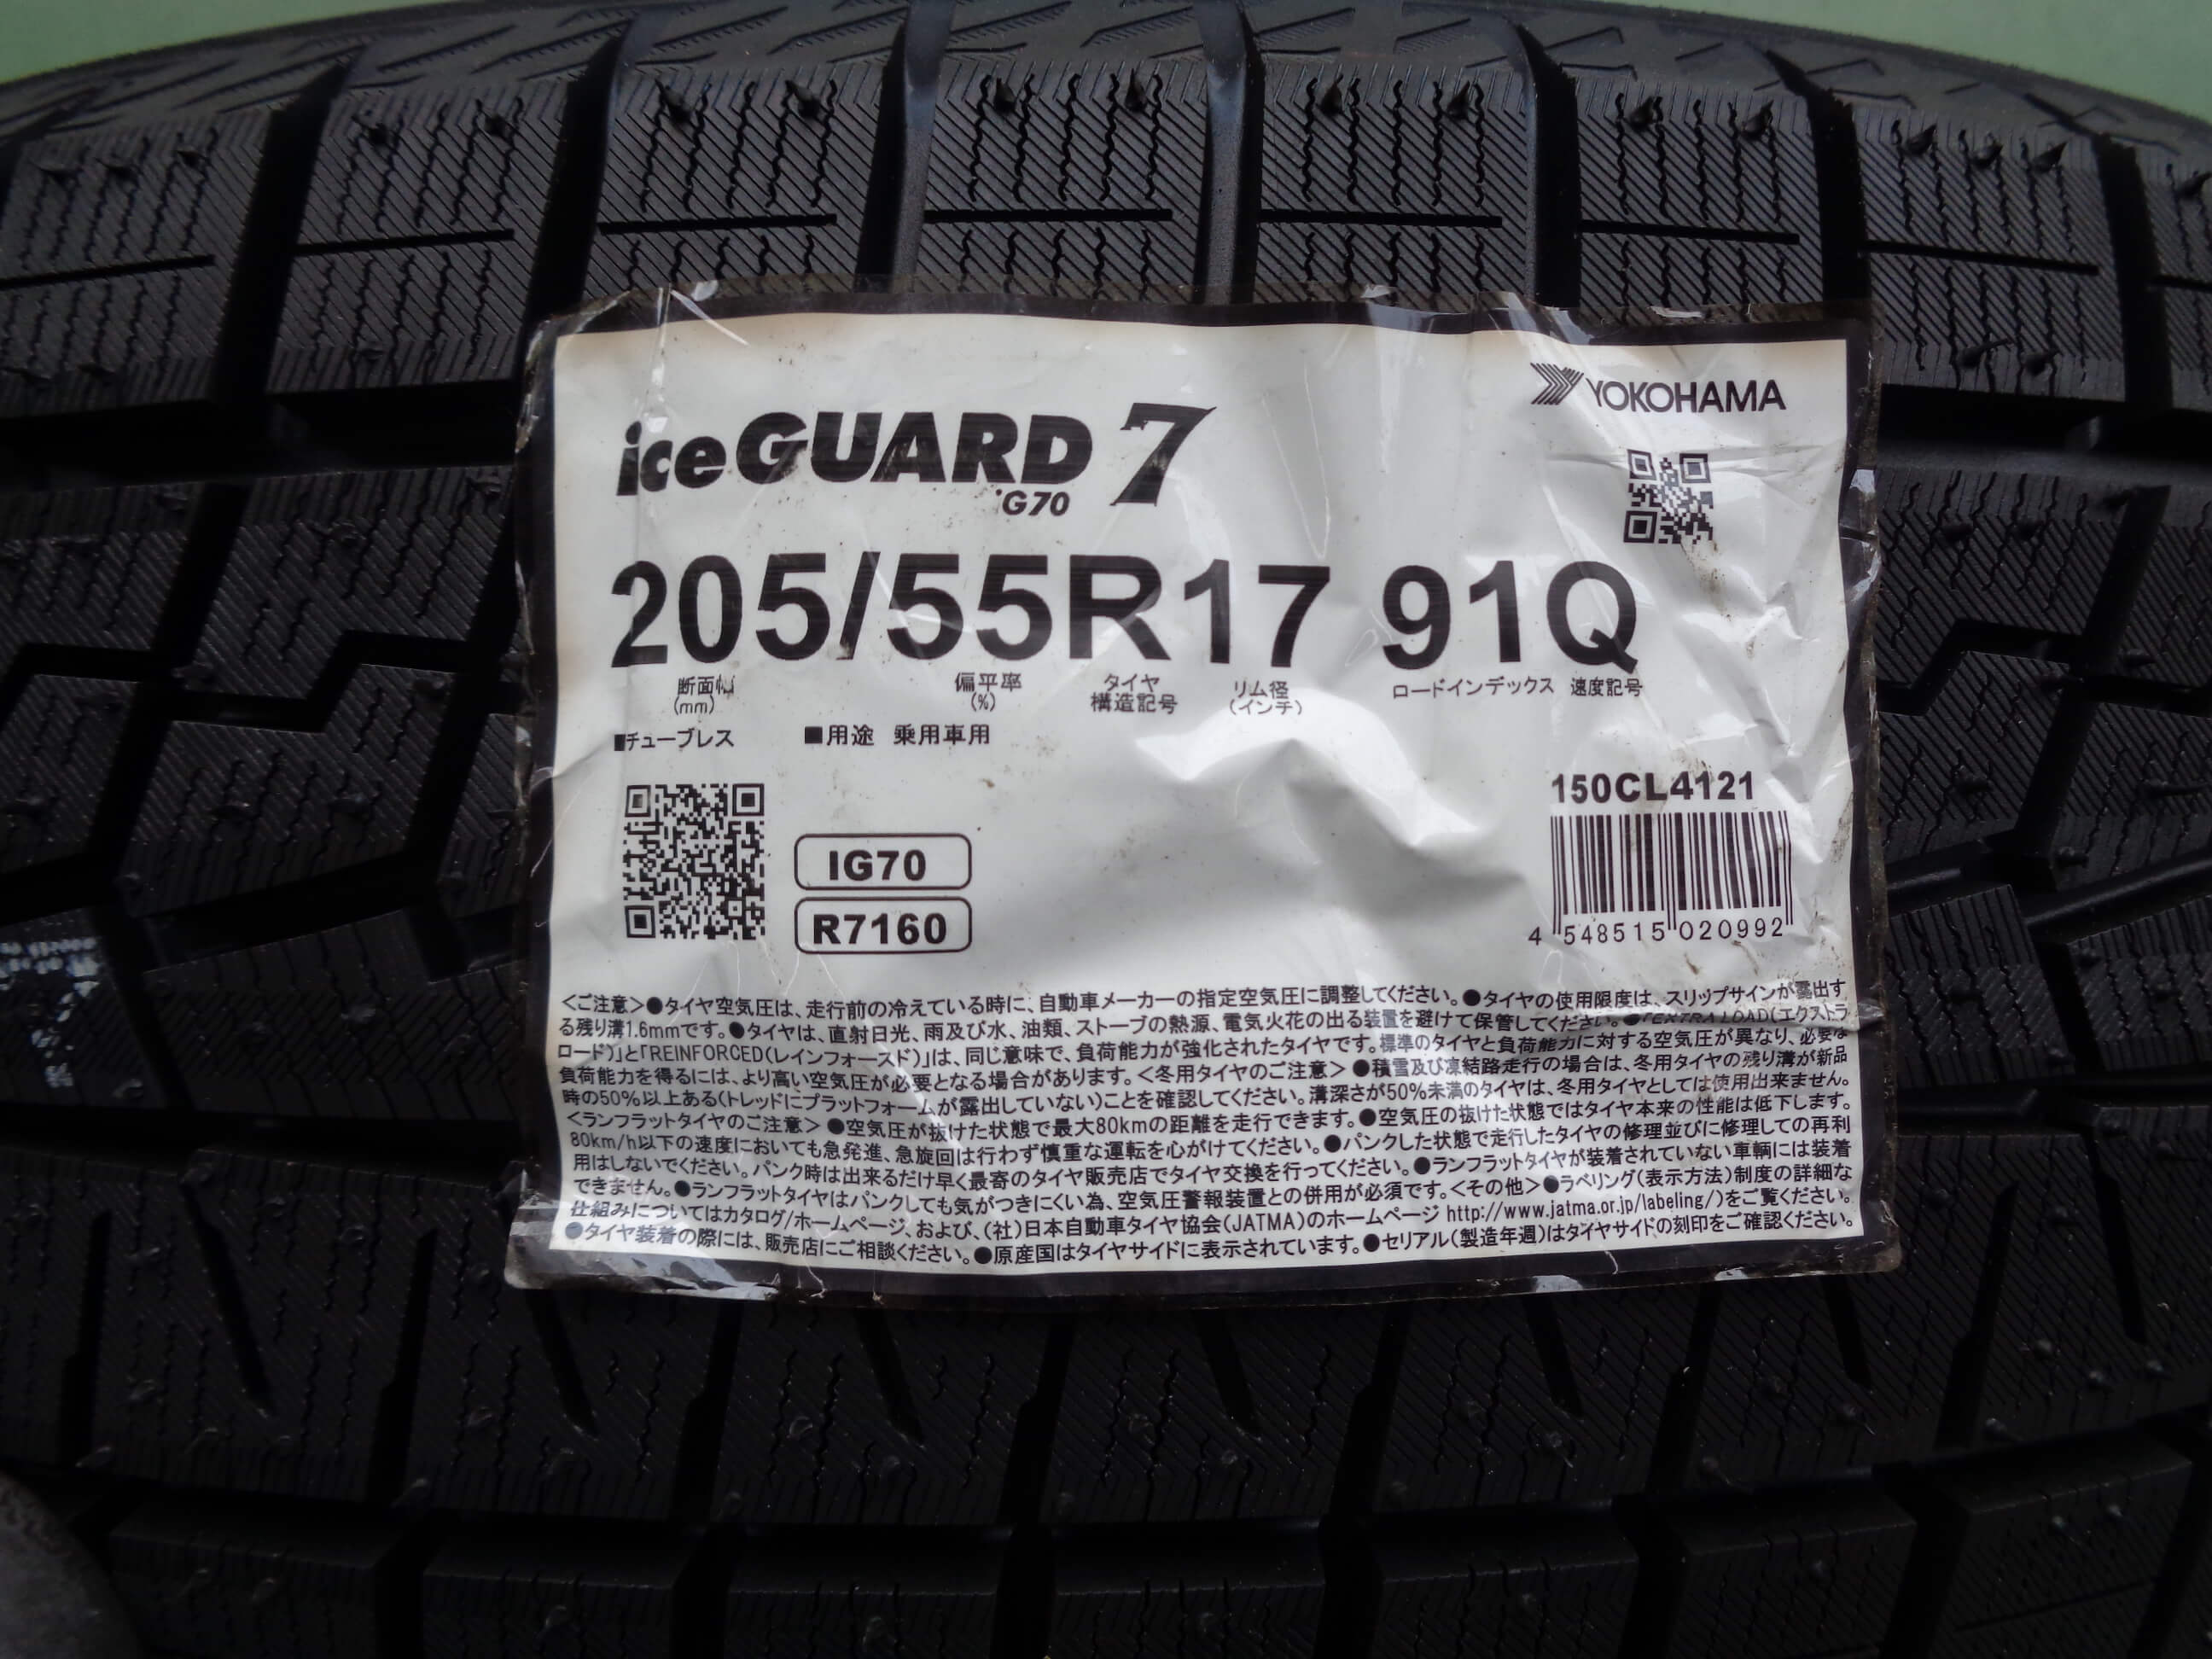 YOKOHAMA
iceGUARD 7
iG70
205/55R17 91Q
断面幅 偏平率 タイヤ リム径 ロードインデックス 速度記号
(mm) (%) 構造記号 (インチ)
■チューブレス ■用途 乗用車用
150CL4121
IG70
R7160
4 548515 020992
<ご注意>●タイヤ空気圧は、走行前の冷えている時に、自動車メーカーの指定空気圧に調整してください。●タイヤの使用限度は、スリップサインが露出す
る残り溝1.6mmです。●タイヤは、直射日光、雨及び水、油類、ストーブの熱源、電気火花の出る装置を避けて保管してください。●「EXTRA LOAD(エクストラ
ロード)」と「REINFORCED(レインフォースド)」は、同じ意味で、負荷能力が強化されたタイヤです。標準のタイヤと負荷能力に対する空気圧が異なり、必要な
負荷能力を得るには、より高い空気圧が必要となる場合があります。<冬用タイヤのご注意>●積雪及び凍結路走行の場合は、冬用タイヤの残り溝が新品
時の50%以上ある(トレッドにプラットフォームが露出していない)ことを確認してください。溝深さが50%未満のタイヤは、冬用タイヤとしては使用出来ません。
<ランフラットタイヤのご注意>●空気圧が抜けた状態で最大80kmの距離を走行できます。●空気圧の抜けた状態ではタイヤ本来の性能は低下します。
80km/h以下の速度においても急発進、急旋回は行わず慎重な運転を心がけてください。●パンクした状態で走行したタイヤの修理並びに修理しての再利
用はしないでください。パンク時は出来るだけ早く最寄のタイヤ販売店でタイヤ交換を行ってください。●ランフラットタイヤが装着されていない車輌には装着
できません。●ランフラットタイヤはパンクしても気がつきにくい為、空気圧警報装置との併用が必須です。<その他>●ラベリング(表示方法)制度の詳細な
仕組みについてはカタログ/ホームページ、および、(社)日本自動車タイヤ協会(JATMA)のホームページ http://www.jatma.or.jp/labeling/)をご覧ください。
●タイヤ装着の際には、販売店にご相談ください。●原産国はタイヤサイドに表示されています。●セリアル(製造年週)はタイヤサイドの刻印をご確認ください。